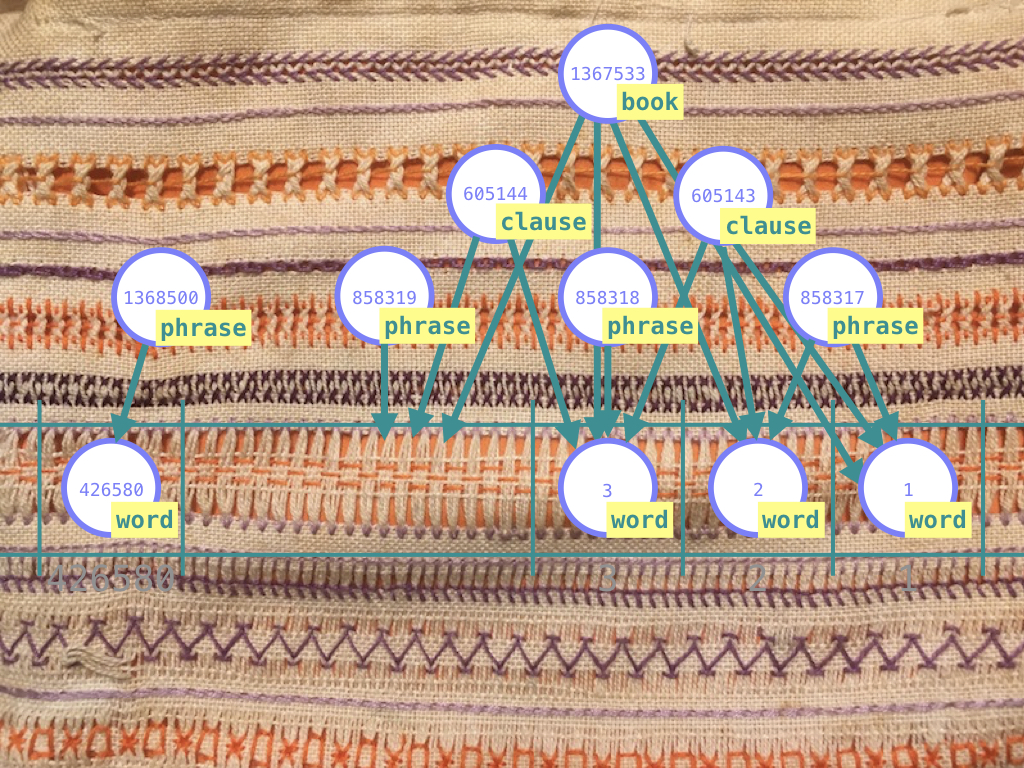 1367533
book
605144
clause
605143
clause
1368500
phrase
858319
phrase
858318
phrase
858317
phrase
426580
word
3
word
2
word
1
word
426580
3
2
1